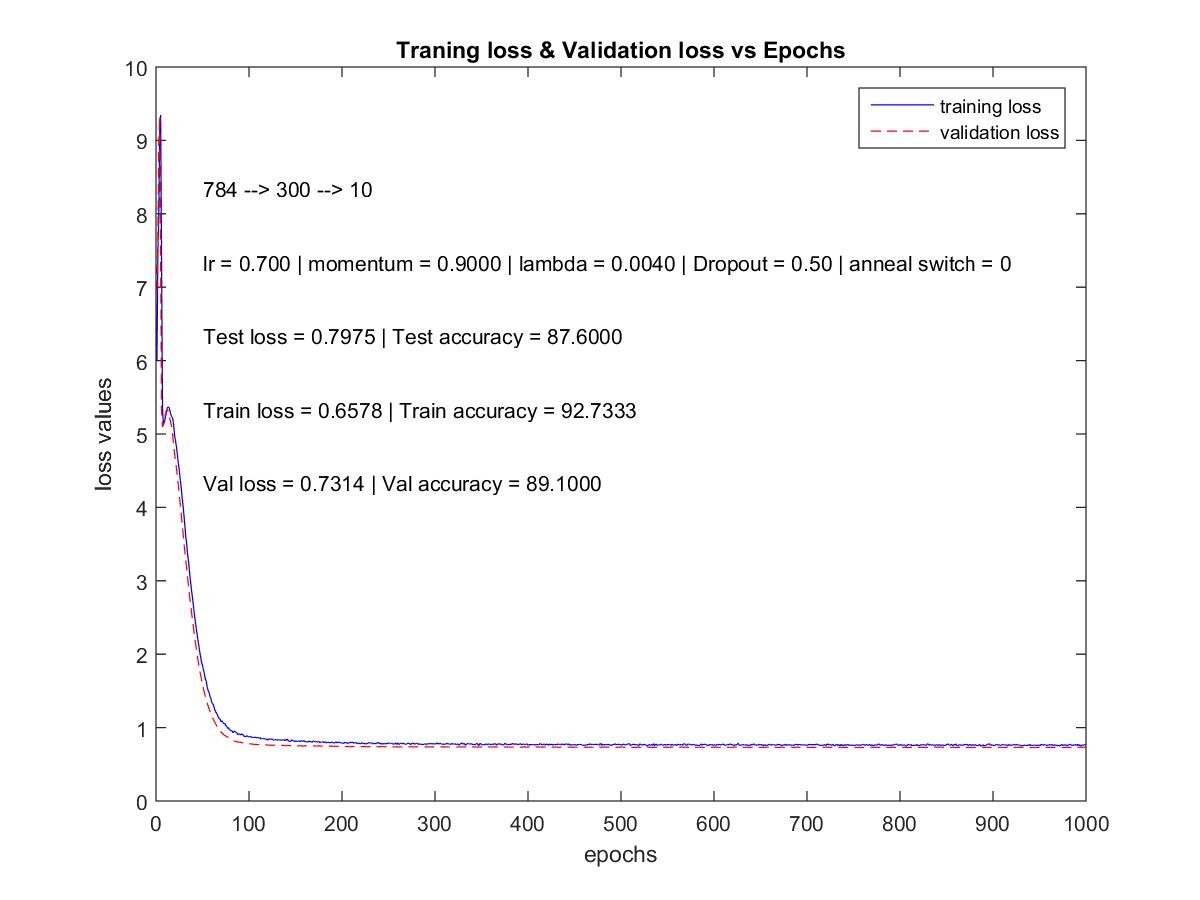 Traning loss & Validation loss vs Epochs
10
9
8
7
6
5
4
3
2
1
0
loss values
training loss
validation loss
784 --> 300 --> 10
lr = 0.700 | momentum = 0.9000 | lambda = 0.0040 | Dropout = 0.50 | anneal switch = 0
Test loss = 0.7975 | Test accuracy = 87.6000
Train loss = 0.6578 | Train accuracy = 92.7333
Val loss = 0.7314 | Val accuracy = 89.1000
0 100 200 300 400 500 600 700 800 900 1000
epochs